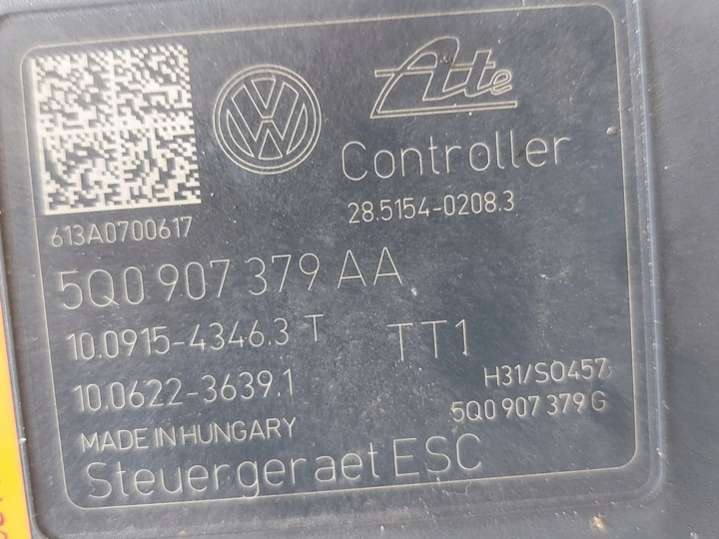 Ate
Controller
28.5154-0208.3
613A0700617
5Q0 907 379 AA
10.0915-4346.3 T
TT1
10.0622-3639.1
H31/S0457
5Q0 907 379 G
MADE IN HUNGARY
Steuergeraet ESC